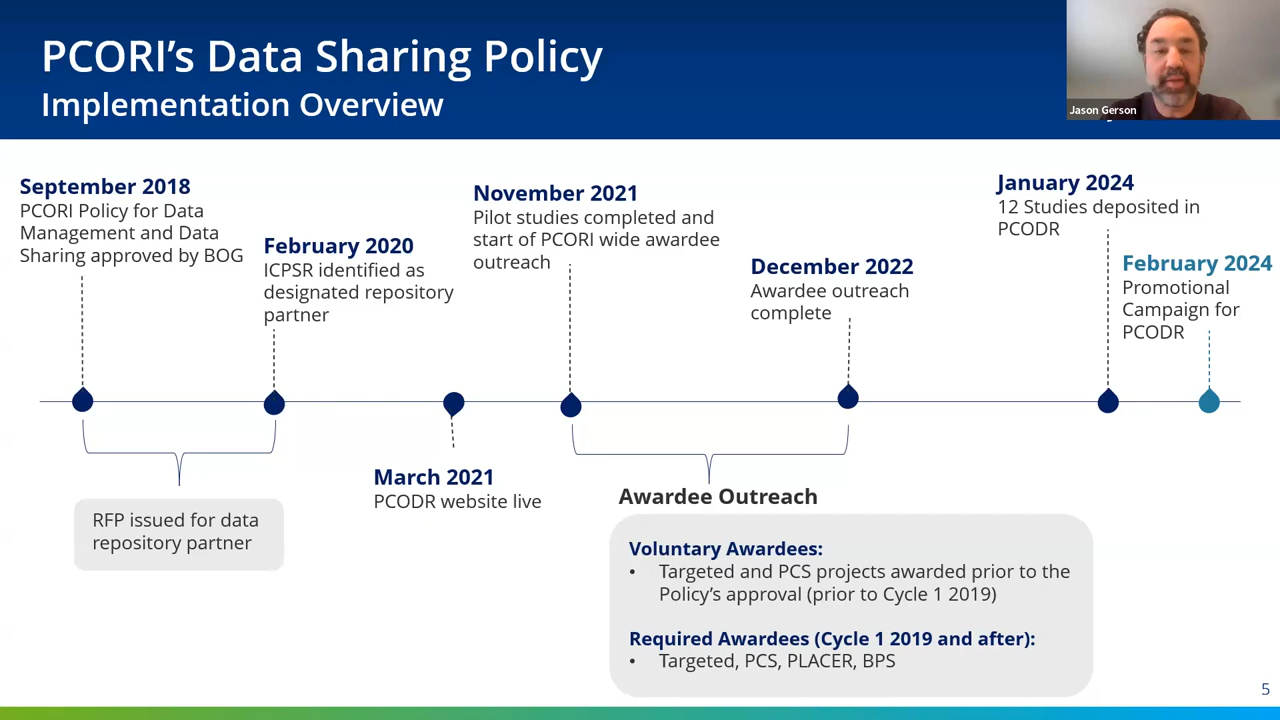 PCORI’s Data Sharing Policy
Implementation Overview
Jason Gerson
September 2018
PCORI Policy for Data
Management and Data
Sharing approved by BOG
February 2020
ICPSR identified as
designated repository
partner
November 2021
Pilot studies completed and
start of PCORI wide awardee
outreach
December 2022
Awardee outreach
complete
January 2024
12 Studies deposited in
PCODR
February 2024
Promotional
Campaign for
PCODR
RFP issued for data
repository partner
March 2021
PCODR website live
Awardee Outreach
Voluntary Awardees:
• Targeted and PCS projects awarded prior to the
Policy’s approval (prior to Cycle 1 2019)
Required Awardees (Cycle 1 2019 and after):
• Targeted, PCS, PLACER, BPS
5